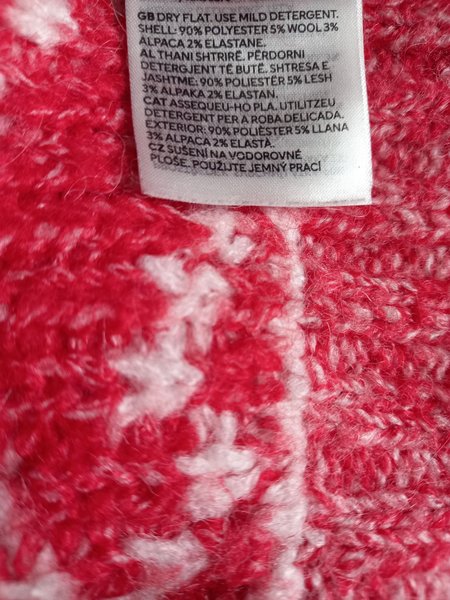 GB DRY FLAT. USE MILD DETERGENT.
SHELL: 90% POLYESTER 5% WOOL 3%
ALPACA 2% ELASTANE.
AL THANI SHTRIRË. PËRDORNI
DETERGJENT TË BUTË. SHTRESA E
JASHTME: 90% POLIESTËR 5% LESH
3% ALPAKA 2% ELASTAN.
CAT ASSEQUEU-HO PLA. UTILITZEU
DETERGENT PER A ROBA DELICADA.
EXTERIOR: 90% POLIÈSTER 5% LLANA
3% ALPACA 2% ELASTÀ.
CZ SUŠENÍ NA VODOROVNÉ
PLOŠE. POUŽIJTE JEMNÝ PRACÍ